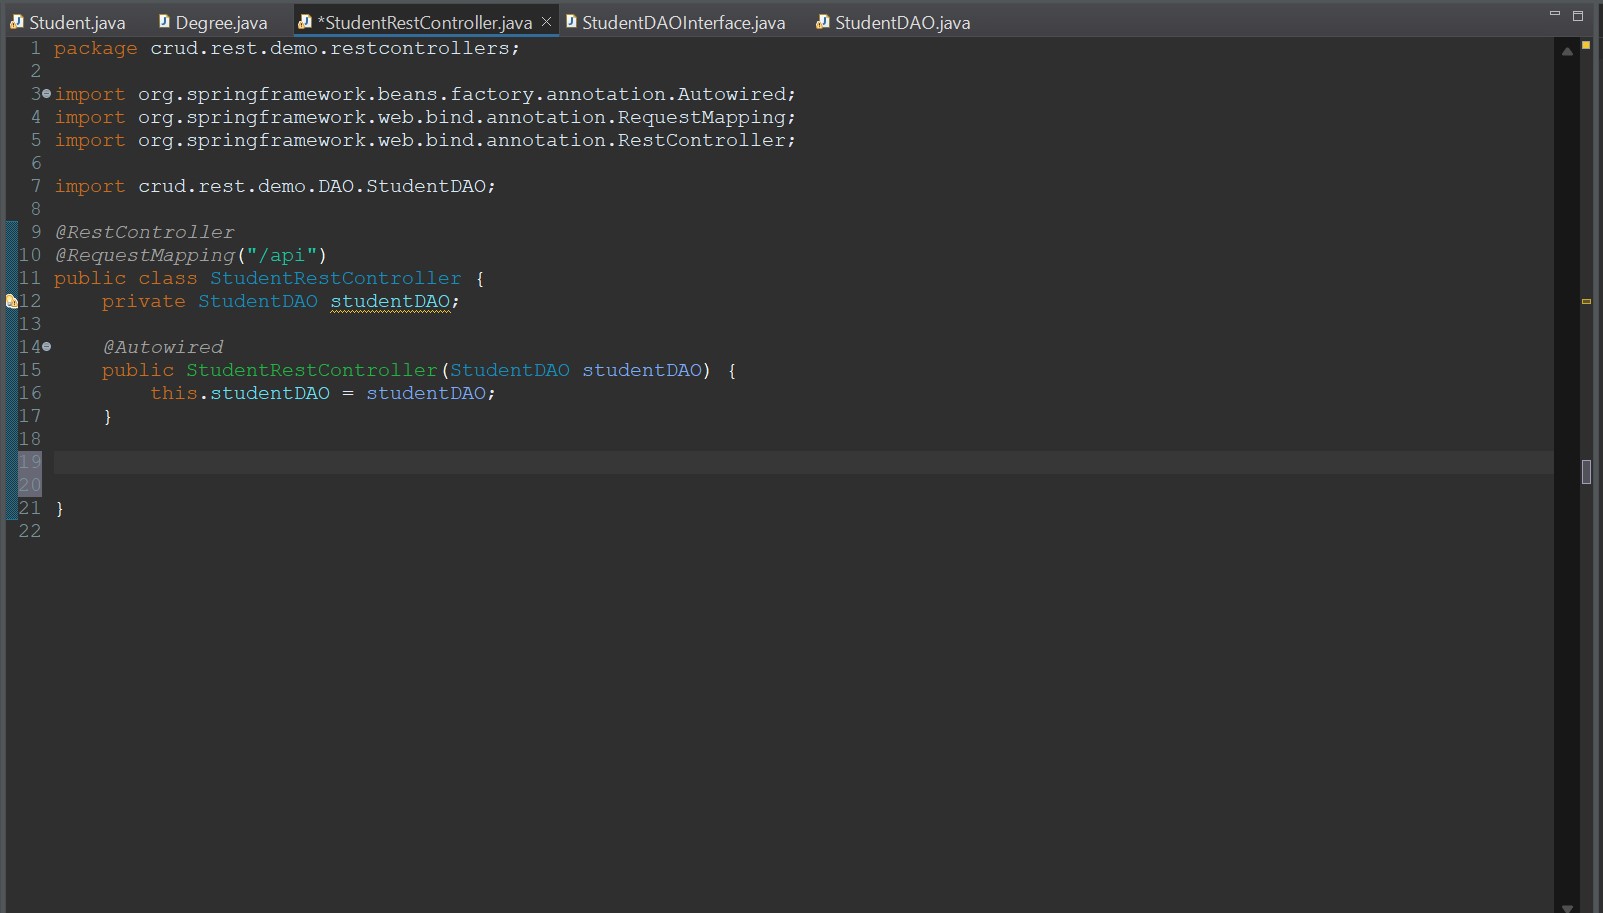 Student.java Degree.java *StudentRestController.java StudentDAOInterface.java StudentDAO.java
1 package crud.rest.demo.restcontrollers;
2
3 import org.springframework.beans.factory.annotation.Autowired;
4 import org.springframework.web.bind.annotation.RequestMapping;
5 import org.springframework.web.bind.annotation.RestController;
6
7 import crud.rest.demo.DAO.StudentDAO;
8
9 @RestController
10 @RequestMapping("/api")
11 public class StudentRestController {
12 private StudentDAO studentDAO;
13
14 @Autowired
15 public StudentRestController(StudentDAO studentDAO) {
16 this.studentDAO = studentDAO;
17 }
18
19
20
21 }
22